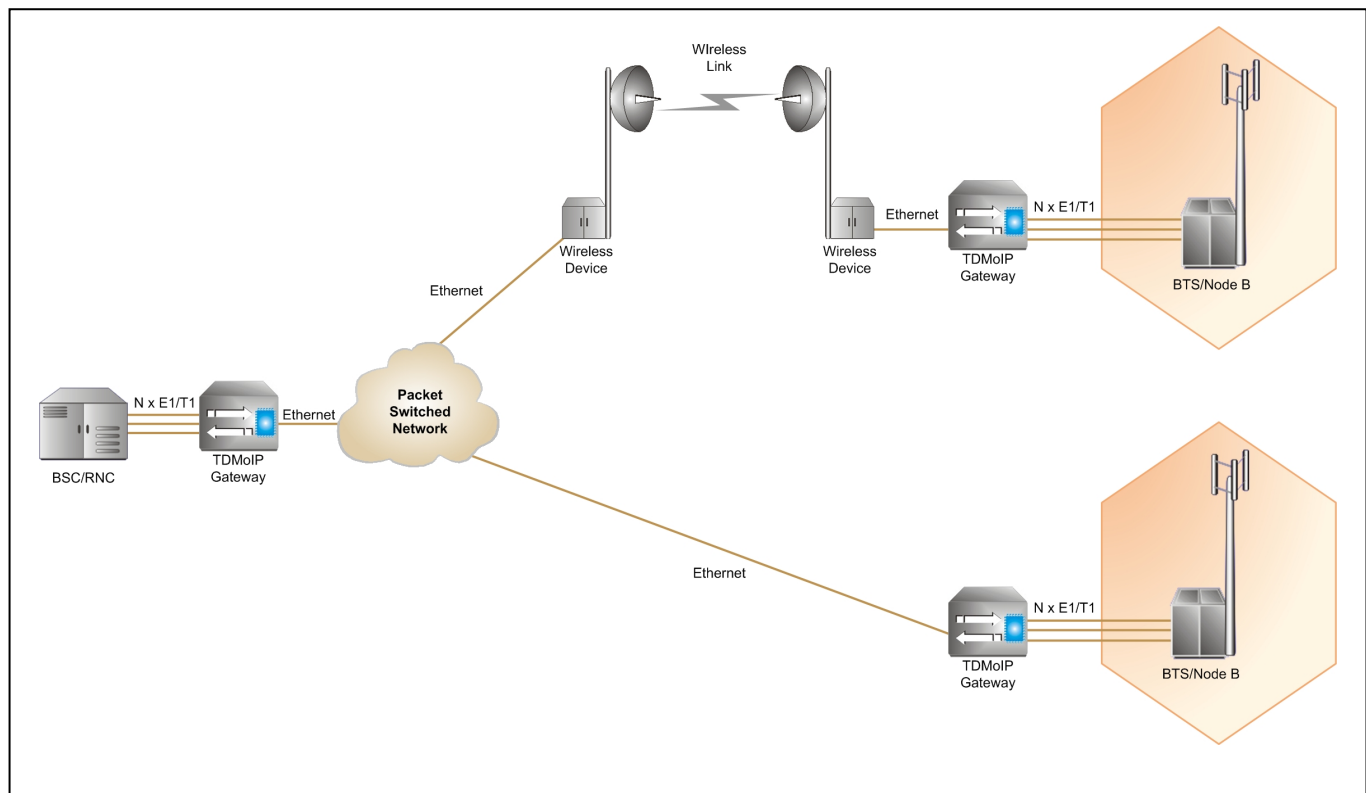 WIreless
Link
Ethernet
N x E1/T1
Wireless
Device
Wireless
Device
TDMoIP
Gateway
BTS/Node B
Ethernet
Packet
Switched
Network
N x E1/T1
Ethernet
BSC/RNC
TDMoIP
Gateway
Ethernet
N x E1/T1
TDMoIP
Gateway
BTS/Node B